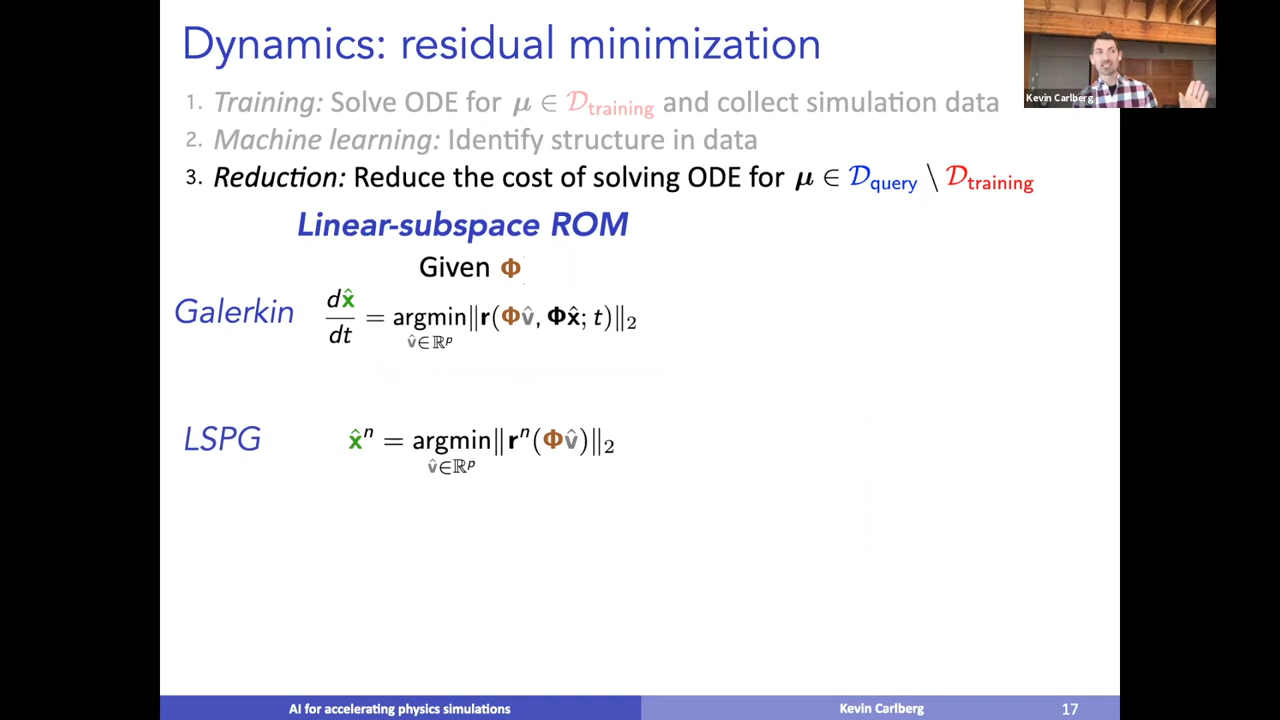 Dynamics: residual minimization
Kevin Carlberg
1. Training: Solve ODE for μ ∈ 𝒟training and collect simulation data
2. Machine learning: Identify structure in data
3. Reduction: Reduce the cost of solving ODE for μ ∈ 𝒟query \ 𝒟training
Linear-subspace ROM
Given Φ
Galerkin dx̂/dt = argmin v̂∈ℝᵖ ‖r(Φv̂, Φx̂; t)‖₂
LSPG x̂ⁿ = argmin v̂∈ℝᵖ ‖rⁿ(Φv̂)‖₂
AI for accelerating physics simulations Kevin Carlberg 17